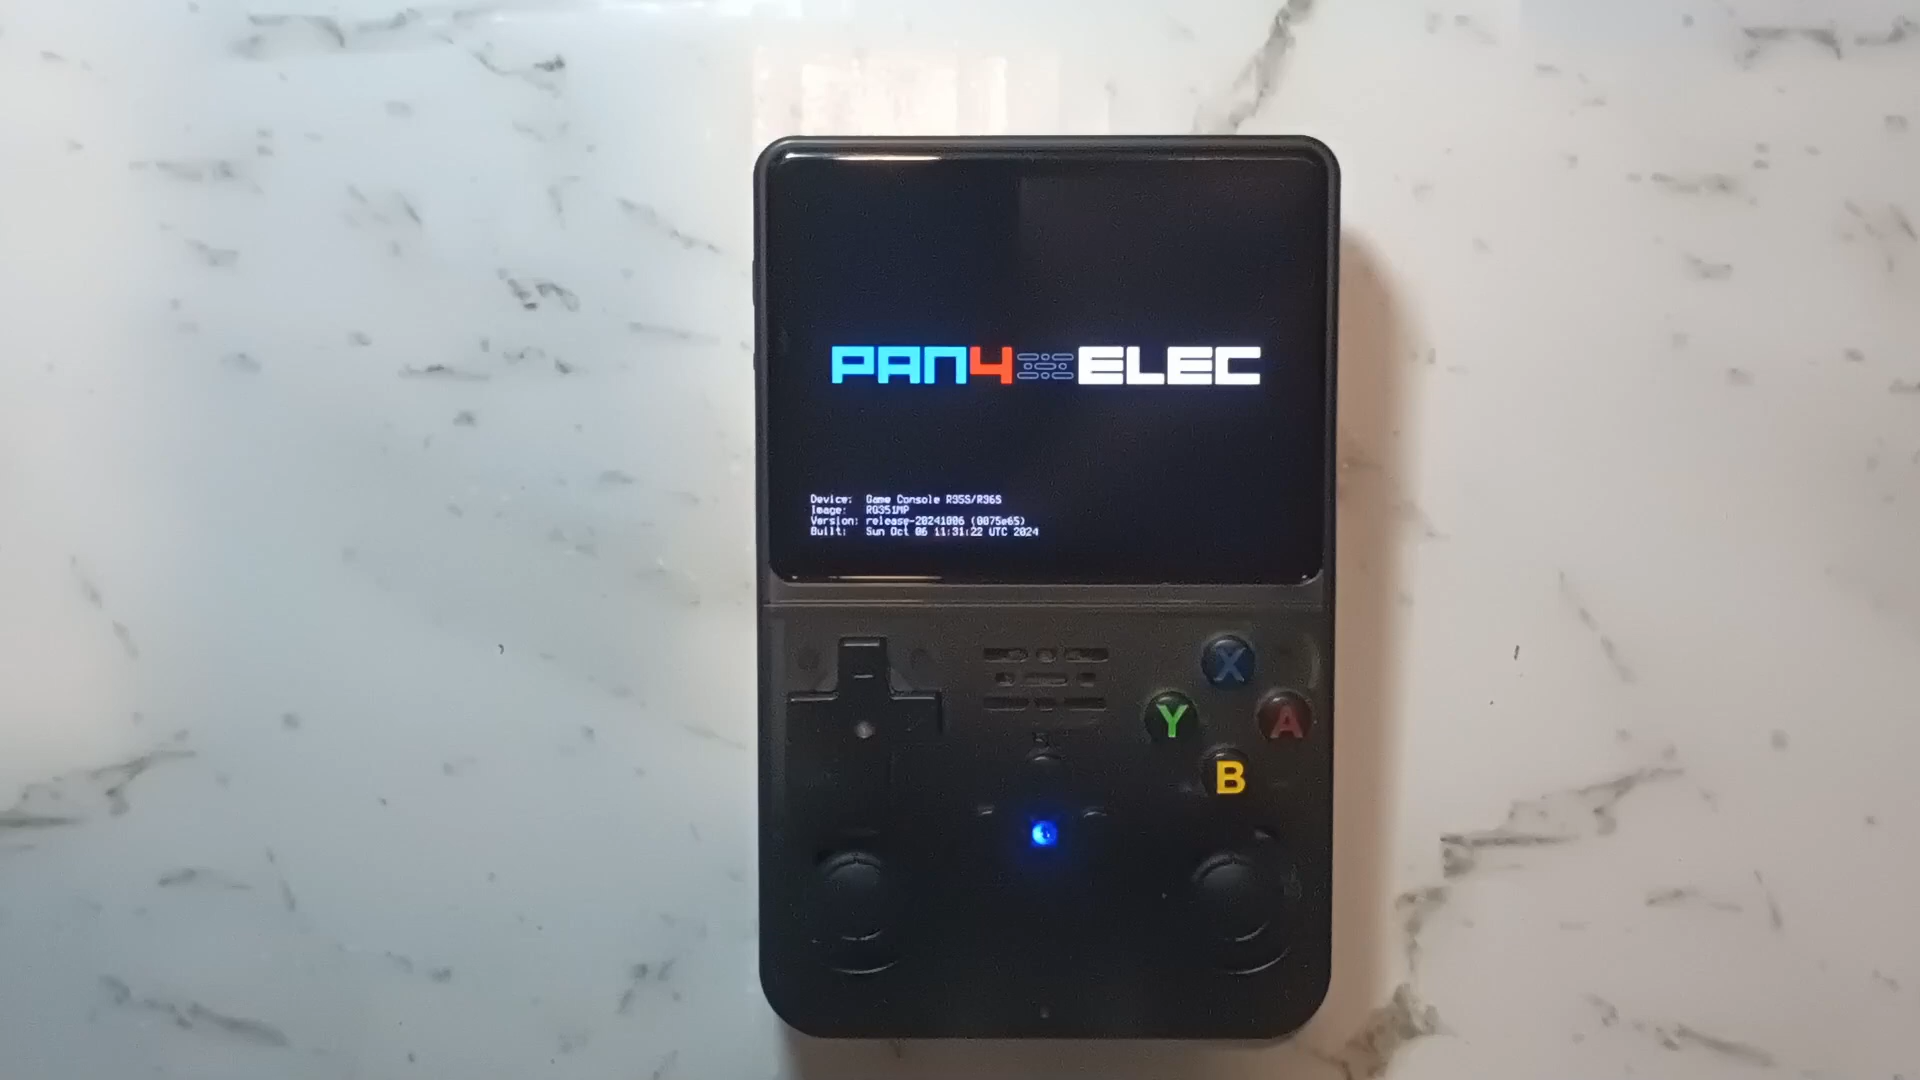 PAN4ELEC
Device: Game Console R35S/R36S
Image: RG351MP
Version: release-20241006 (0075e65)
Built: Sun Oct 06 11:31:22 UTC 2024
X
Y A
B